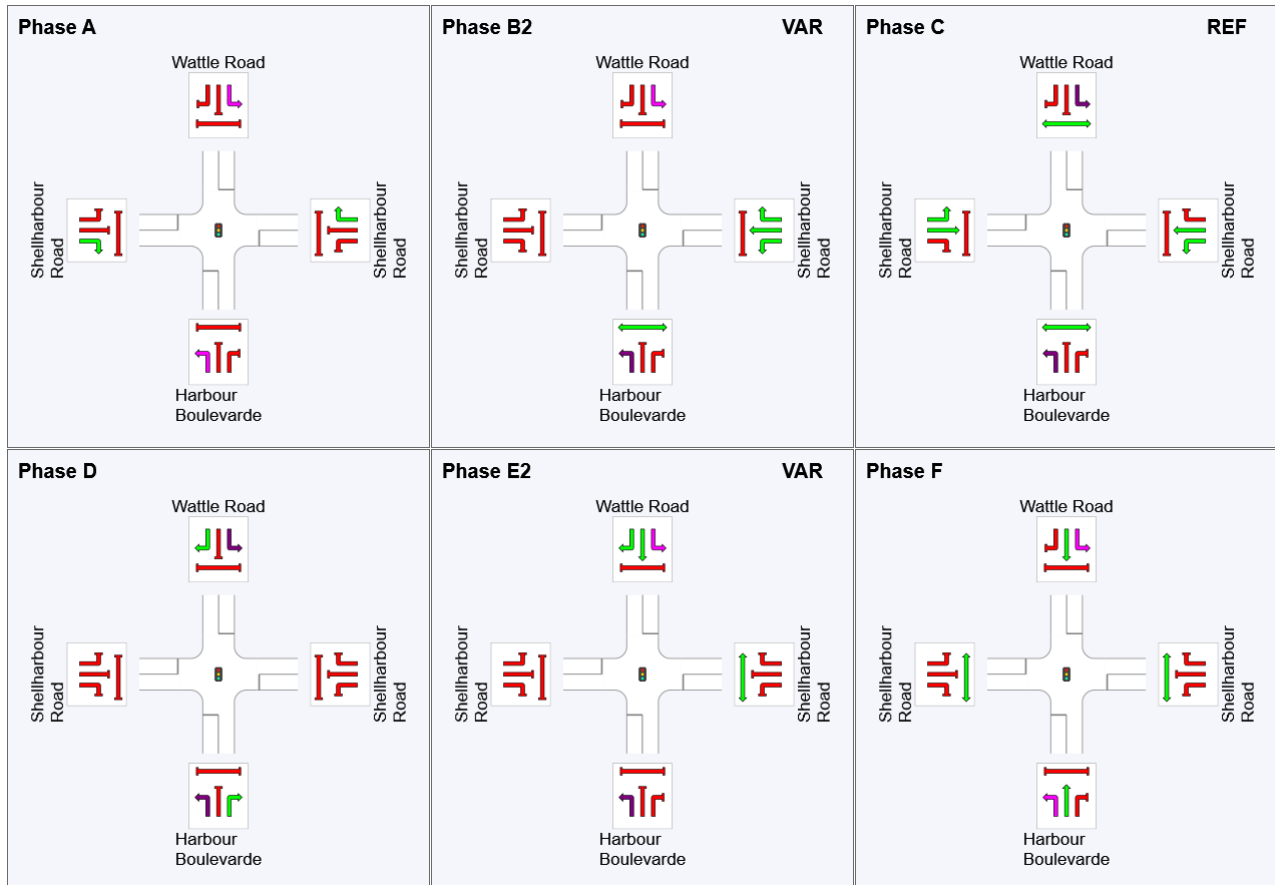 Phase A
Wattle Road
Shellharbour
Road
Shellharbour
Road
Harbour
Boulevarde
Phase B2
VAR
Wattle Road
Shellharbour
Road
Shellharbour
Road
Harbour
Boulevarde
Phase C
REF
Wattle Road
Shellharbour
Road
Shellharbour
Road
Harbour
Boulevarde
Phase D
Wattle Road
Shellharbour
Road
Shellharbour
Road
Harbour
Boulevarde
Phase E2
VAR
Wattle Road
Shellharbour
Road
Shellharbour
Road
Harbour
Boulevarde
Phase F
Wattle Road
Shellharbour
Road
Shellharbour
Road
Harbour
Boulevarde